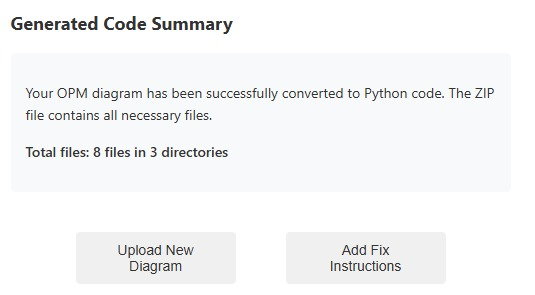 Generated Code Summary
Your OPM diagram has been successfully converted to Python code. The ZIP
file contains all necessary files.
Total files: 8 files in 3 directories
Upload New
Diagram
Add Fix
Instructions